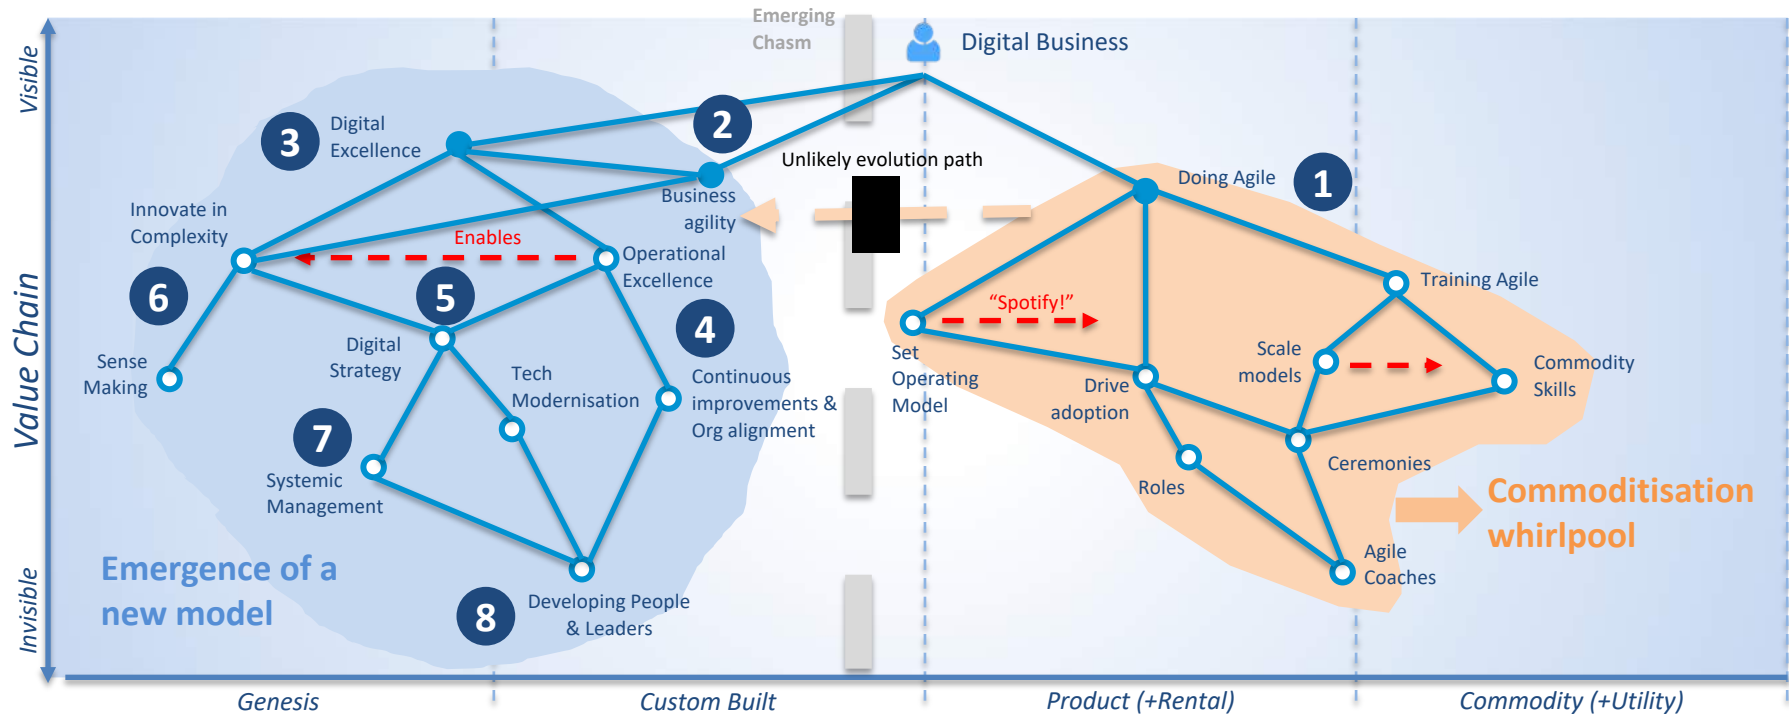 Emerging
Chasm
Digital Business
Visible
Value Chain
Invisible
2
3
Digital
Excellence
Unlikely evolution path
Business
agility
Innovate in
Complexity
Enables
Operational
Excellence
6
5
4
Sense
Making
Digital
Strategy
Tech
Modernisation
Continuous
improvements &
Org alignment
7
Systemic
Management
Emergence of a
new model
8
Developing People
& Leaders
Doing Agile
1
Training Agile
“Spotify!”
Set
Operating
Model
Drive
adoption
Scale
models
Commodity
Skills
Roles
Ceremonies
Agile
Coaches
Commoditisation
whirlpool
Genesis
Custom Built
Product (+Rental)
Commodity (+Utility)